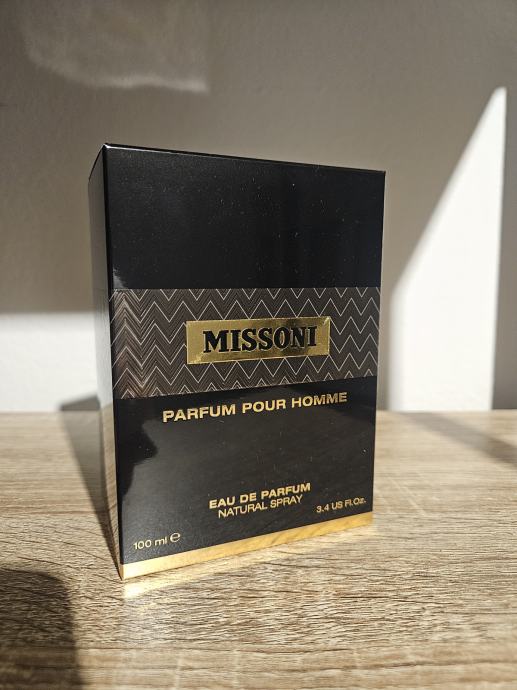 MISSONI
PARFUM POUR HOMME
EAU DE PARFUM
NATURAL SPRAY
100 ml ℮
3.4 US Fl.Oz.